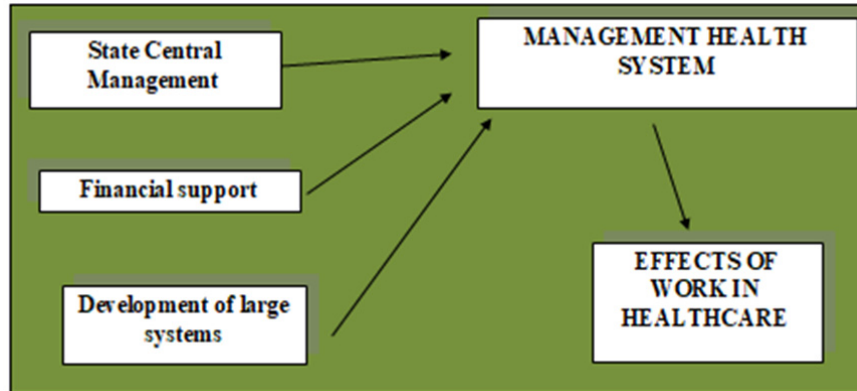 State Central
Management
MANAGEMENT HEALTH
SYSTEM
Financial support
Development of large
systems
EFFECTS OF
WORK IN
HEALTHCARE